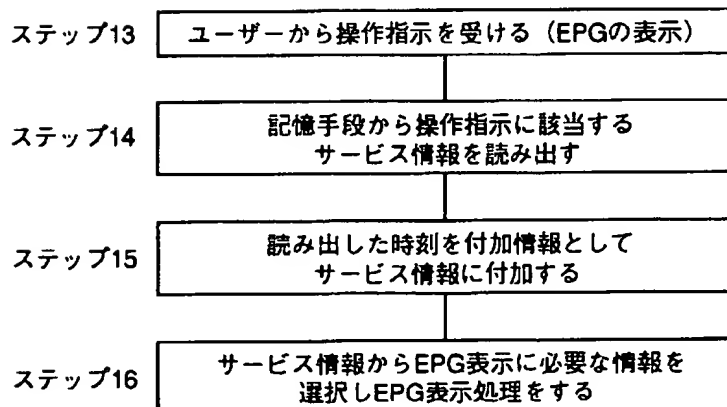 ステップ13
ユーザーから操作指示を受ける（EPGの表示）
ステップ14
記憶手段から操作指示に該当する
サービス情報を読み出す
ステップ15
読み出した時刻を付加情報として
サービス情報に付加する
ステップ16
サービス情報からEPG表示に必要な情報を
選択しEPG表示処理をする